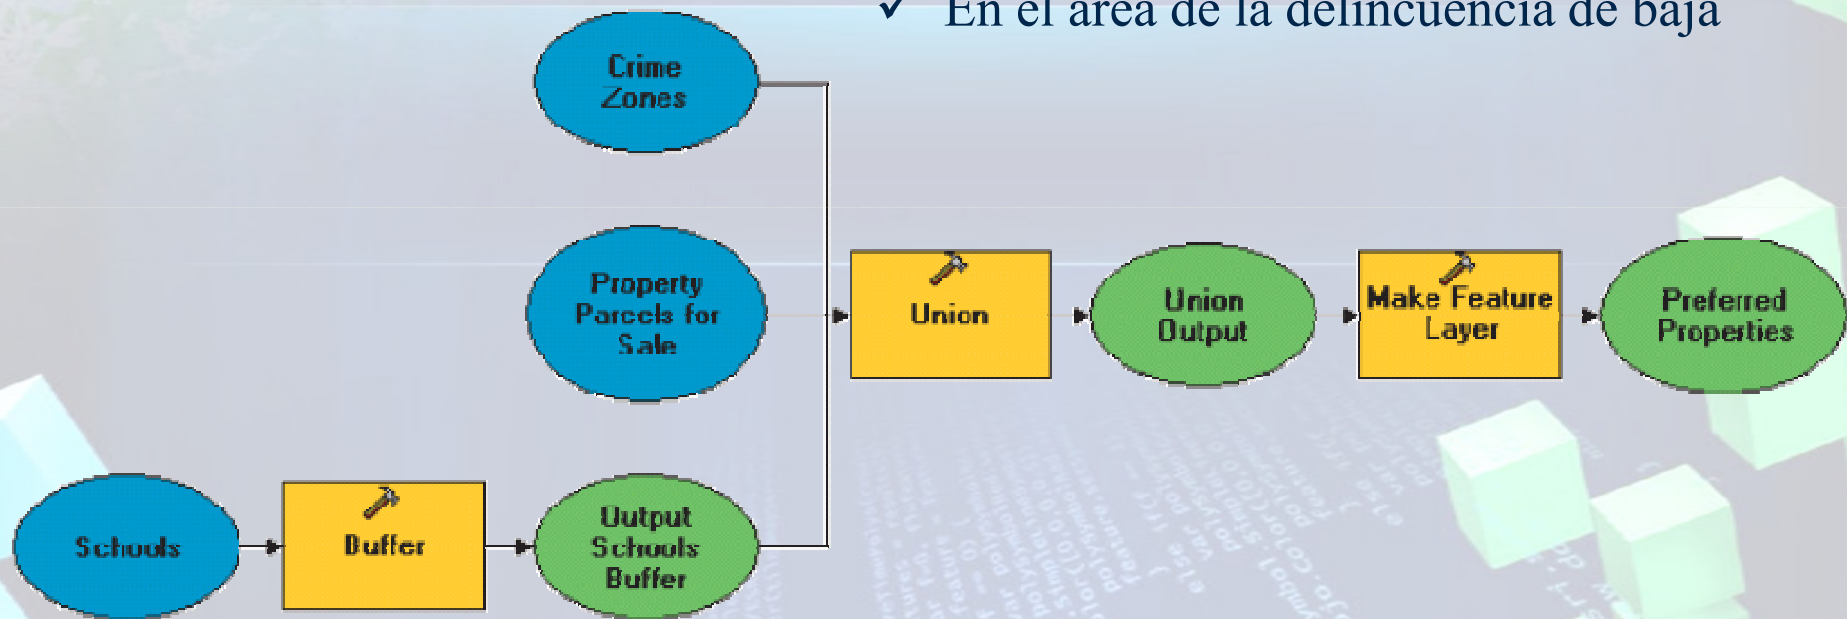 ✓ En el área de la delincuencia de baja
Crime
Zones
Property
Parcels for
Sale
Union
Union
Output
Make Feature
Layer
Preferred
Properties
Schools
Buffer
Output
Schools
Buffer